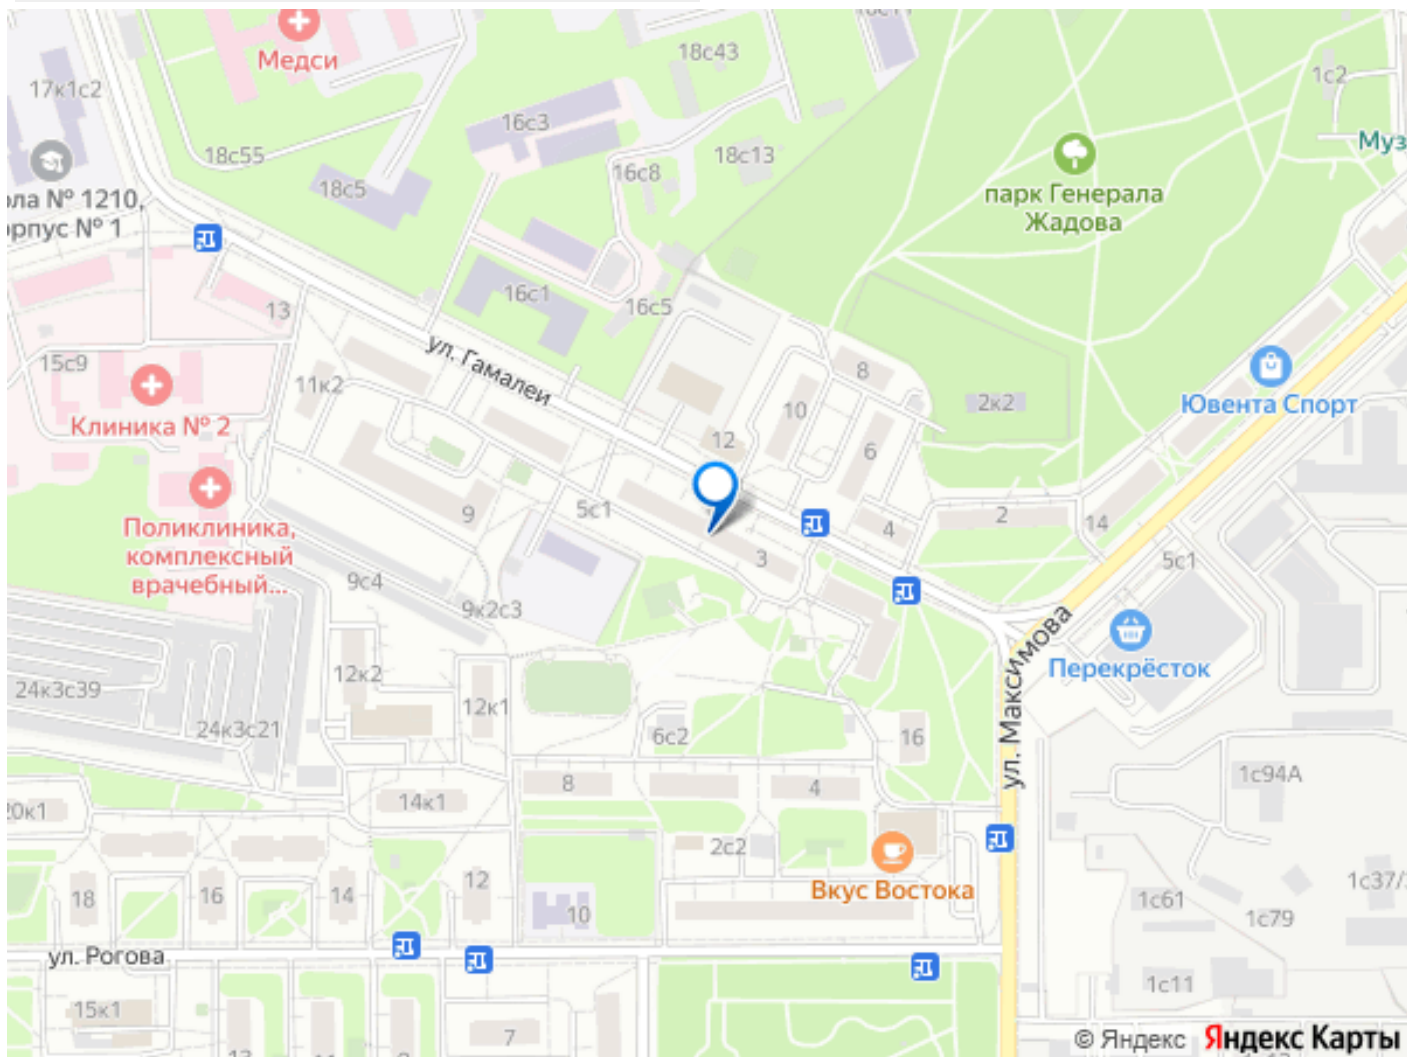 Медси
18с43
17к1с2
1с2
16с3
Муз
18с55
18с13
16с8
18с5
парк Генерала
Жадова
ола № 1210,
орпус № 1
16с1
16с5
13
ул. Гамалеи
15с9
11к2
8
Клиника № 2
10
2к2
Ювента Спорт
12
6
9
5с1
2
14
4
Поликлиника,
комплексный
врачебный...
3
5с1
9с4
9к2с3
ул. Максимова
Перекрёсток
12к2
24к3с39
12к1
24к3с21
6с2
16
8
4
1с94А
20к1
14к1
2с2
Вкус Востока
12
18
16
14
10
1с61
1с79
1с37/
ул. Рогова
15к1
7
1с11
© Яндекс
Яндекс Карты